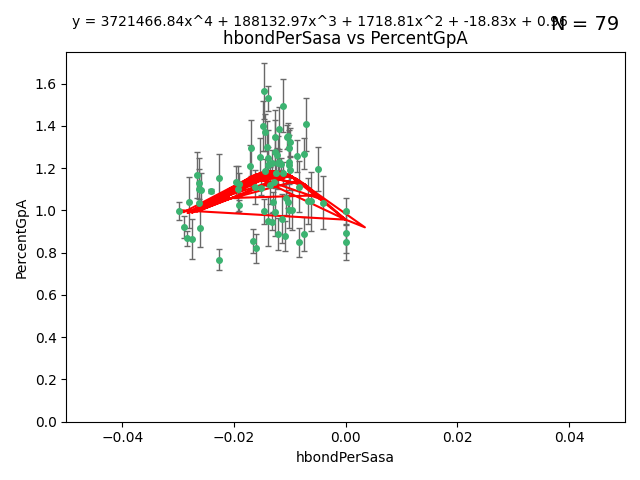 y = 3721466.84x^4 + 188132.97x^3 + 1718.81x^2 + -18.83x + 0.96
N = 79
hbondPerSasa vs PercentGpA
PercentGpA
1.6
1.4
1.2
1.0
0.8
0.6
0.4
0.2
0.0
−0.04 −0.02 0.00 0.02 0.04
hbondPerSasa